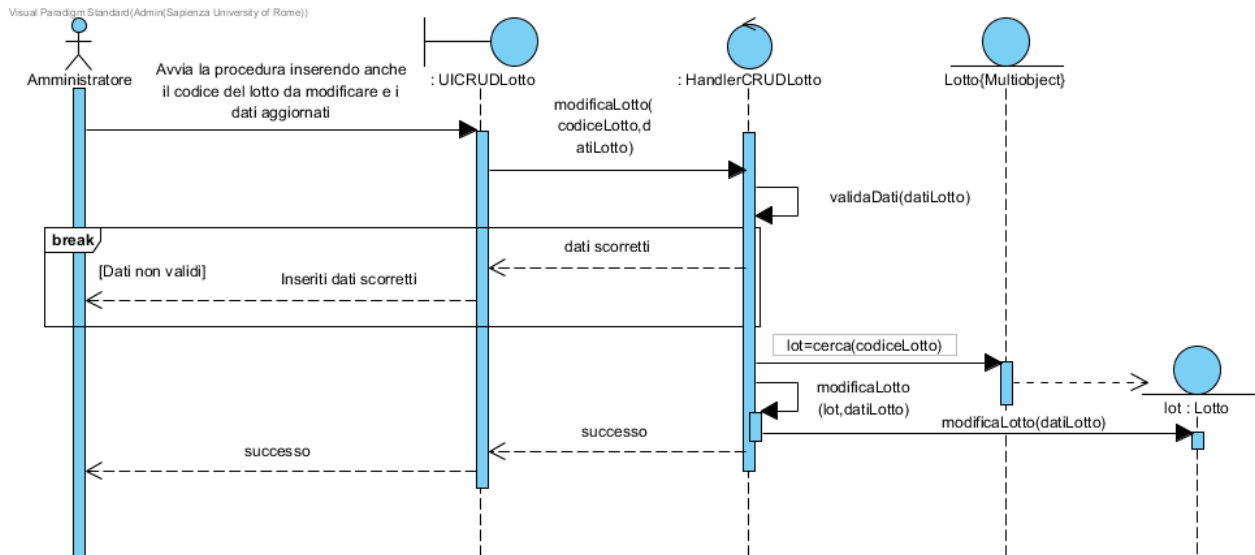 Visual Paradigm Standard(Admin(Sapienza University of Rome))
Amministratore
: UICRUDLotto
: HandlerCRUDLotto
Lotto{Multiobject}
Avvia la procedura inserendo anche
il codice del lotto da modificare e i
dati aggiornati
modificaLotto(
codiceLotto,d
atiLotto)
validaDati(datiLotto)
break
dati scorretti
[Dati non validi]
Inseriti dati scorretti
lot=cerca(codiceLotto)
modificaLotto
(lot,datiLotto)
lot : Lotto
modificaLotto(datiLotto)
successo
successo